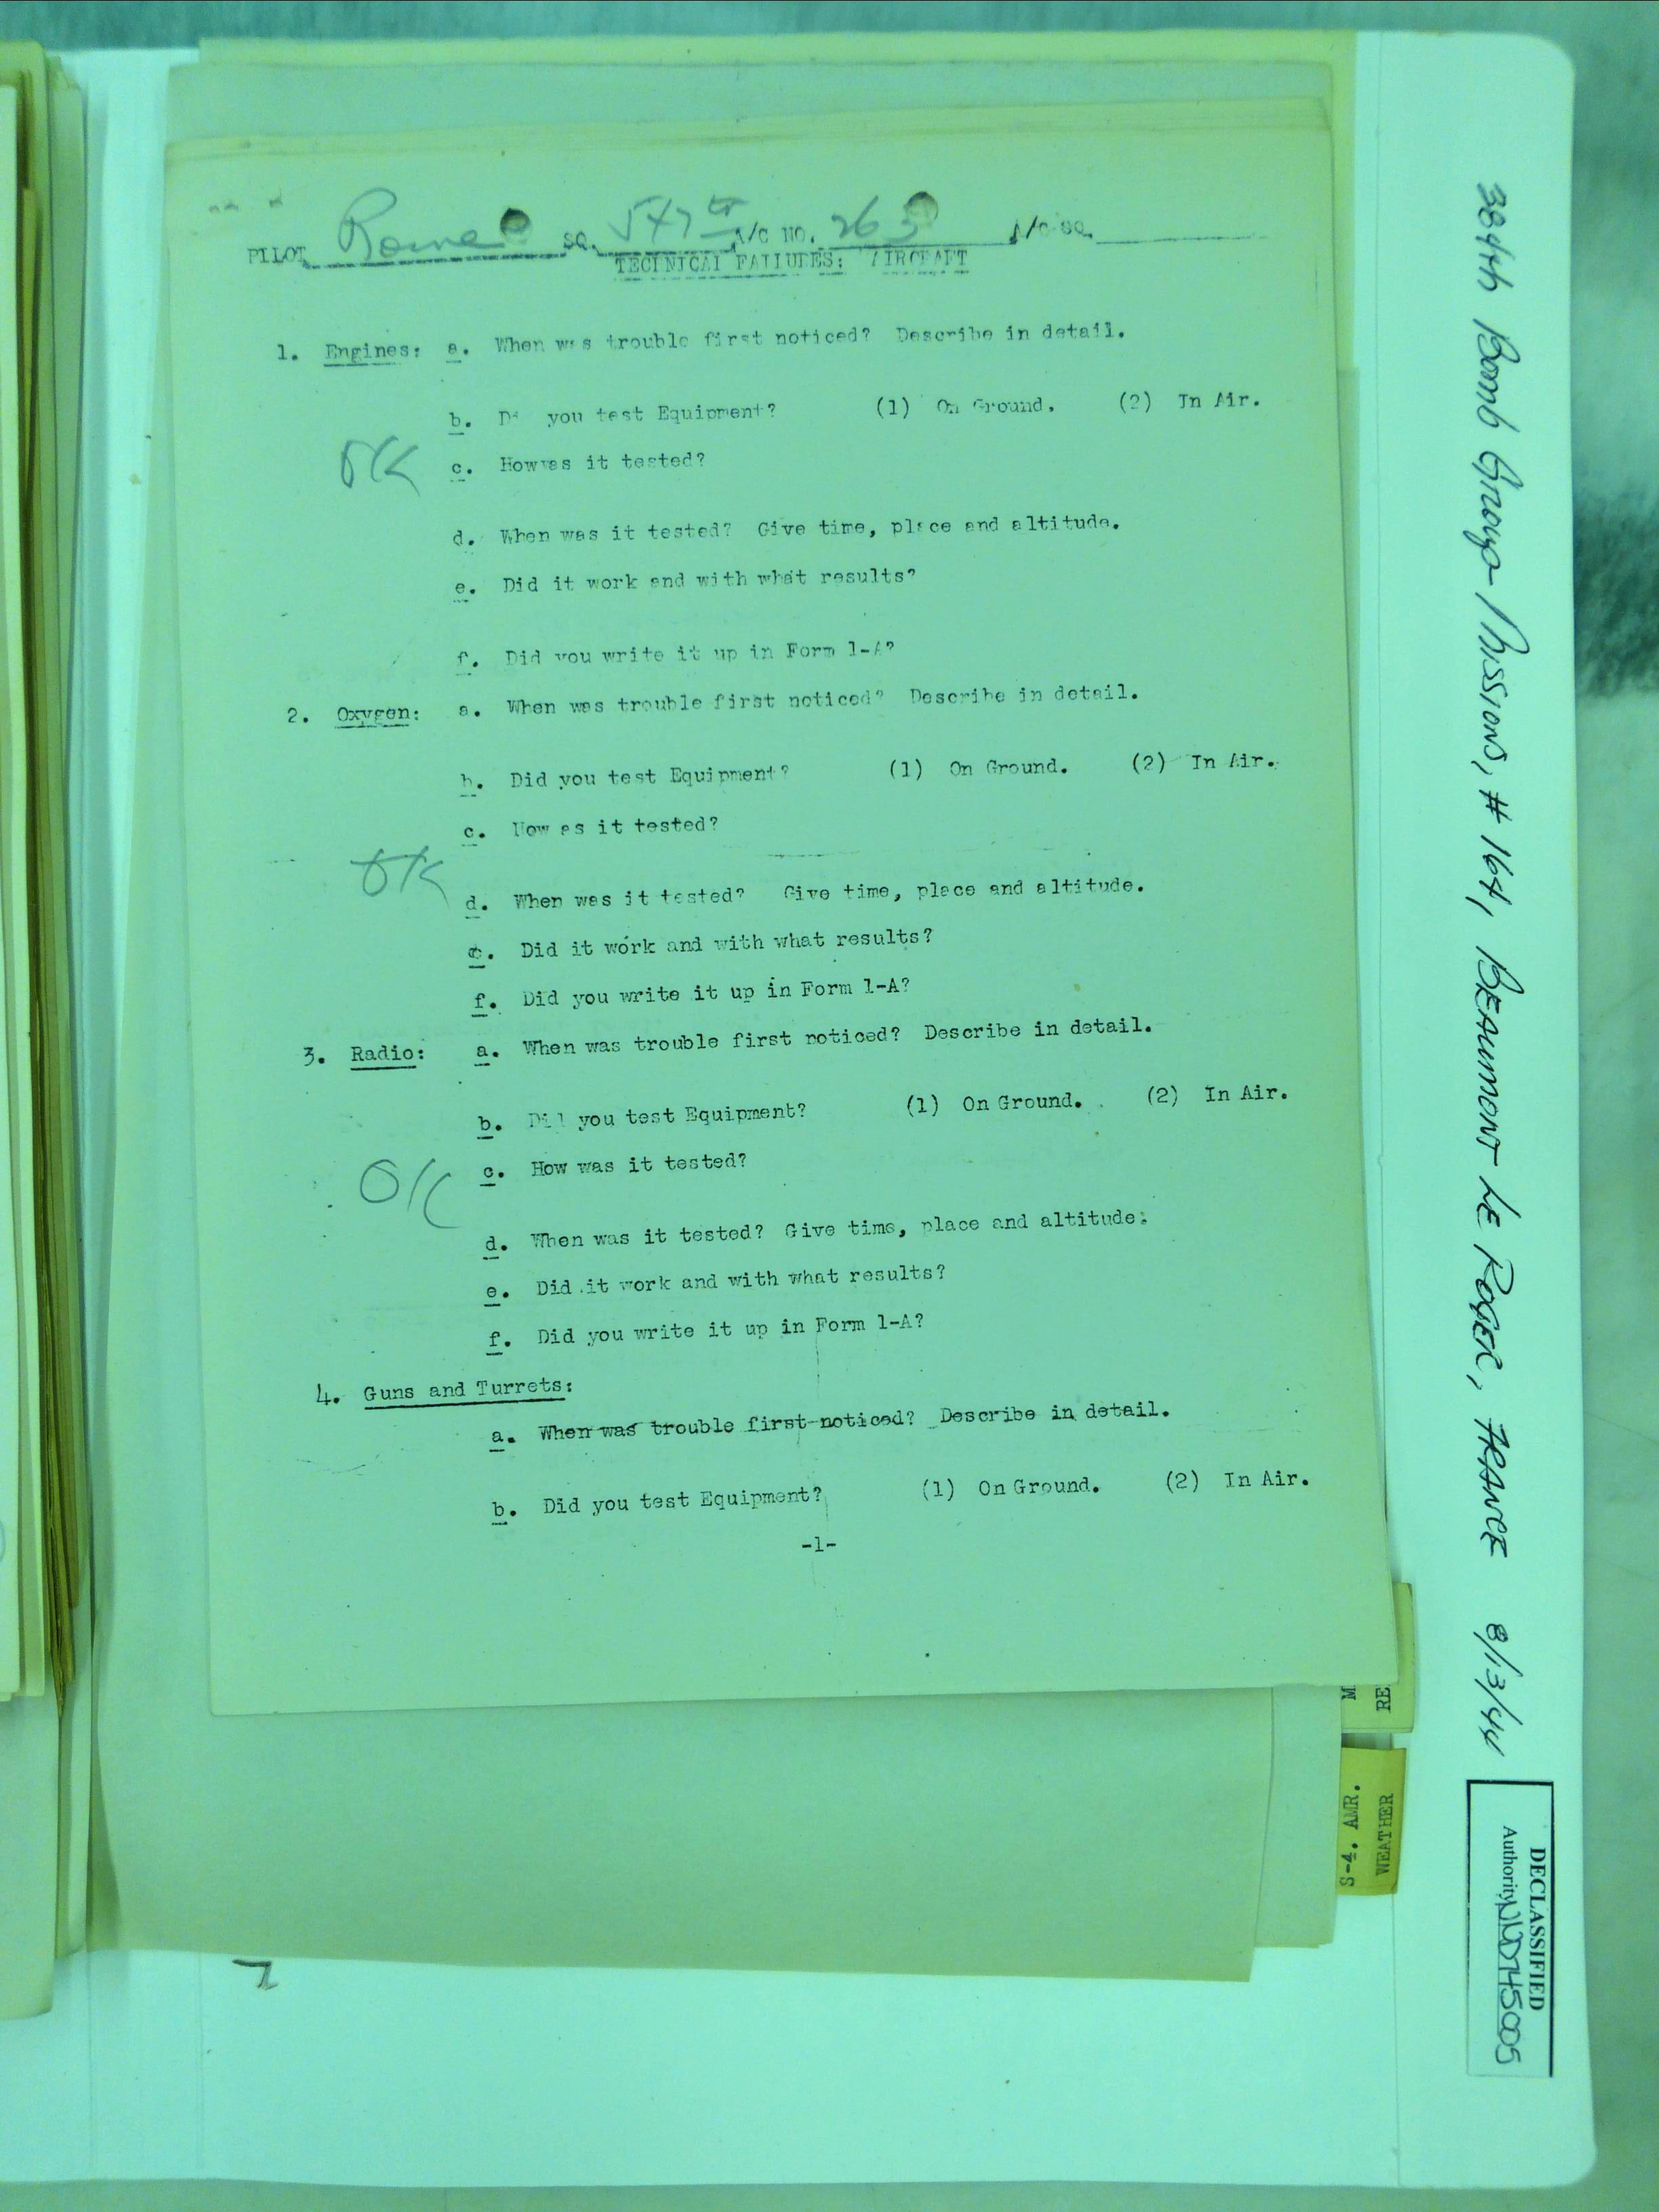 PILOT SQ. 547th A/C NO. 263 A/C SQ.
TECHNICAL FAILURES: AIRCRAFT
1. Engines: a. When was trouble first noticed? Describe in detail.
b. Did you test Equipment? (1) On Ground. (2) In Air.
OK
c. How was it tested?
d. When was it tested? Give time, place and altitude.
e. Did it work and with what results?
f. Did you write it up in Form 1-A?
2. Oxygen: a. When was trouble first noticed? Describe in detail.
b. Did you test Equipment? (1) On Ground. (2) In Air.
c. How as it tested?
OK
d. When was it tested? Give time, place and altitude.
e. Did it work and with what results?
f. Did you write it up in Form 1-A?
3. Radio: a. When was trouble first noticed? Describe in detail.
b. Did you test Equipment? (1) On Ground. (2) In Air.
OK
c. How was it tested?
d. When was it tested? Give time, place and altitude.
e. Did it work and with what results?
f. Did you write it up in Form 1-A?
4. Guns and Turrets:
a. When was trouble first noticed? Describe in detail.
b. Did you test Equipment? (1) On Ground. (2) In Air.
-1-
384th Bomb Group Missions, # 164, BEAUMONT LE ROGER, FRANCE 8/13/44
M
RE
S-4. AMR.
WEATHER
DECLASSIFIED
Authority NND745005